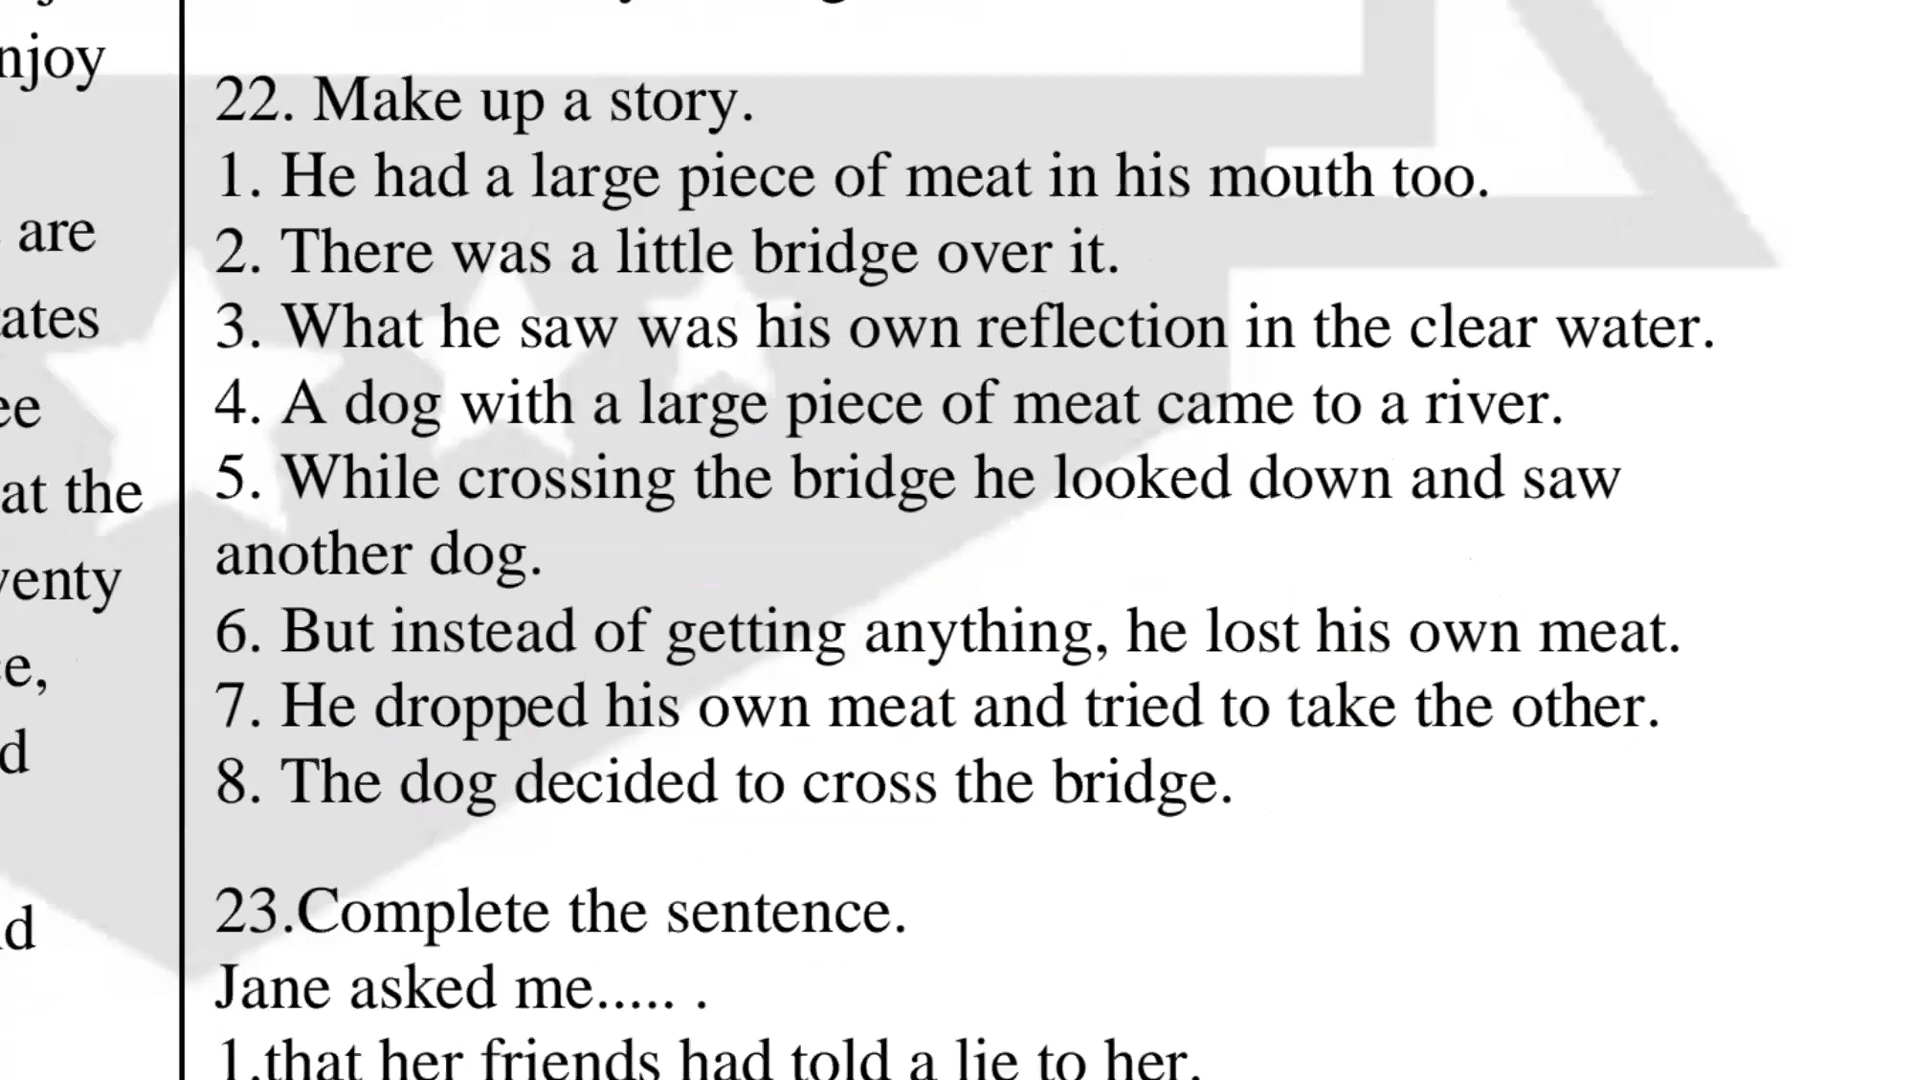 njoy
are
ates
ee
at the
venty
e,
d
d
22. Make up a story.
1. He had a large piece of meat in his mouth too.
2. There was a little bridge over it.
3. What he saw was his own reflection in the clear water.
4. A dog with a large piece of meat came to a river.
5. While crossing the bridge he looked down and saw
another dog.
6. But instead of getting anything, he lost his own meat.
7. He dropped his own meat and tried to take the other.
8. The dog decided to cross the bridge.
23.Complete the sentence.
Jane asked me..... .
1.that her friends had told a lie to her.